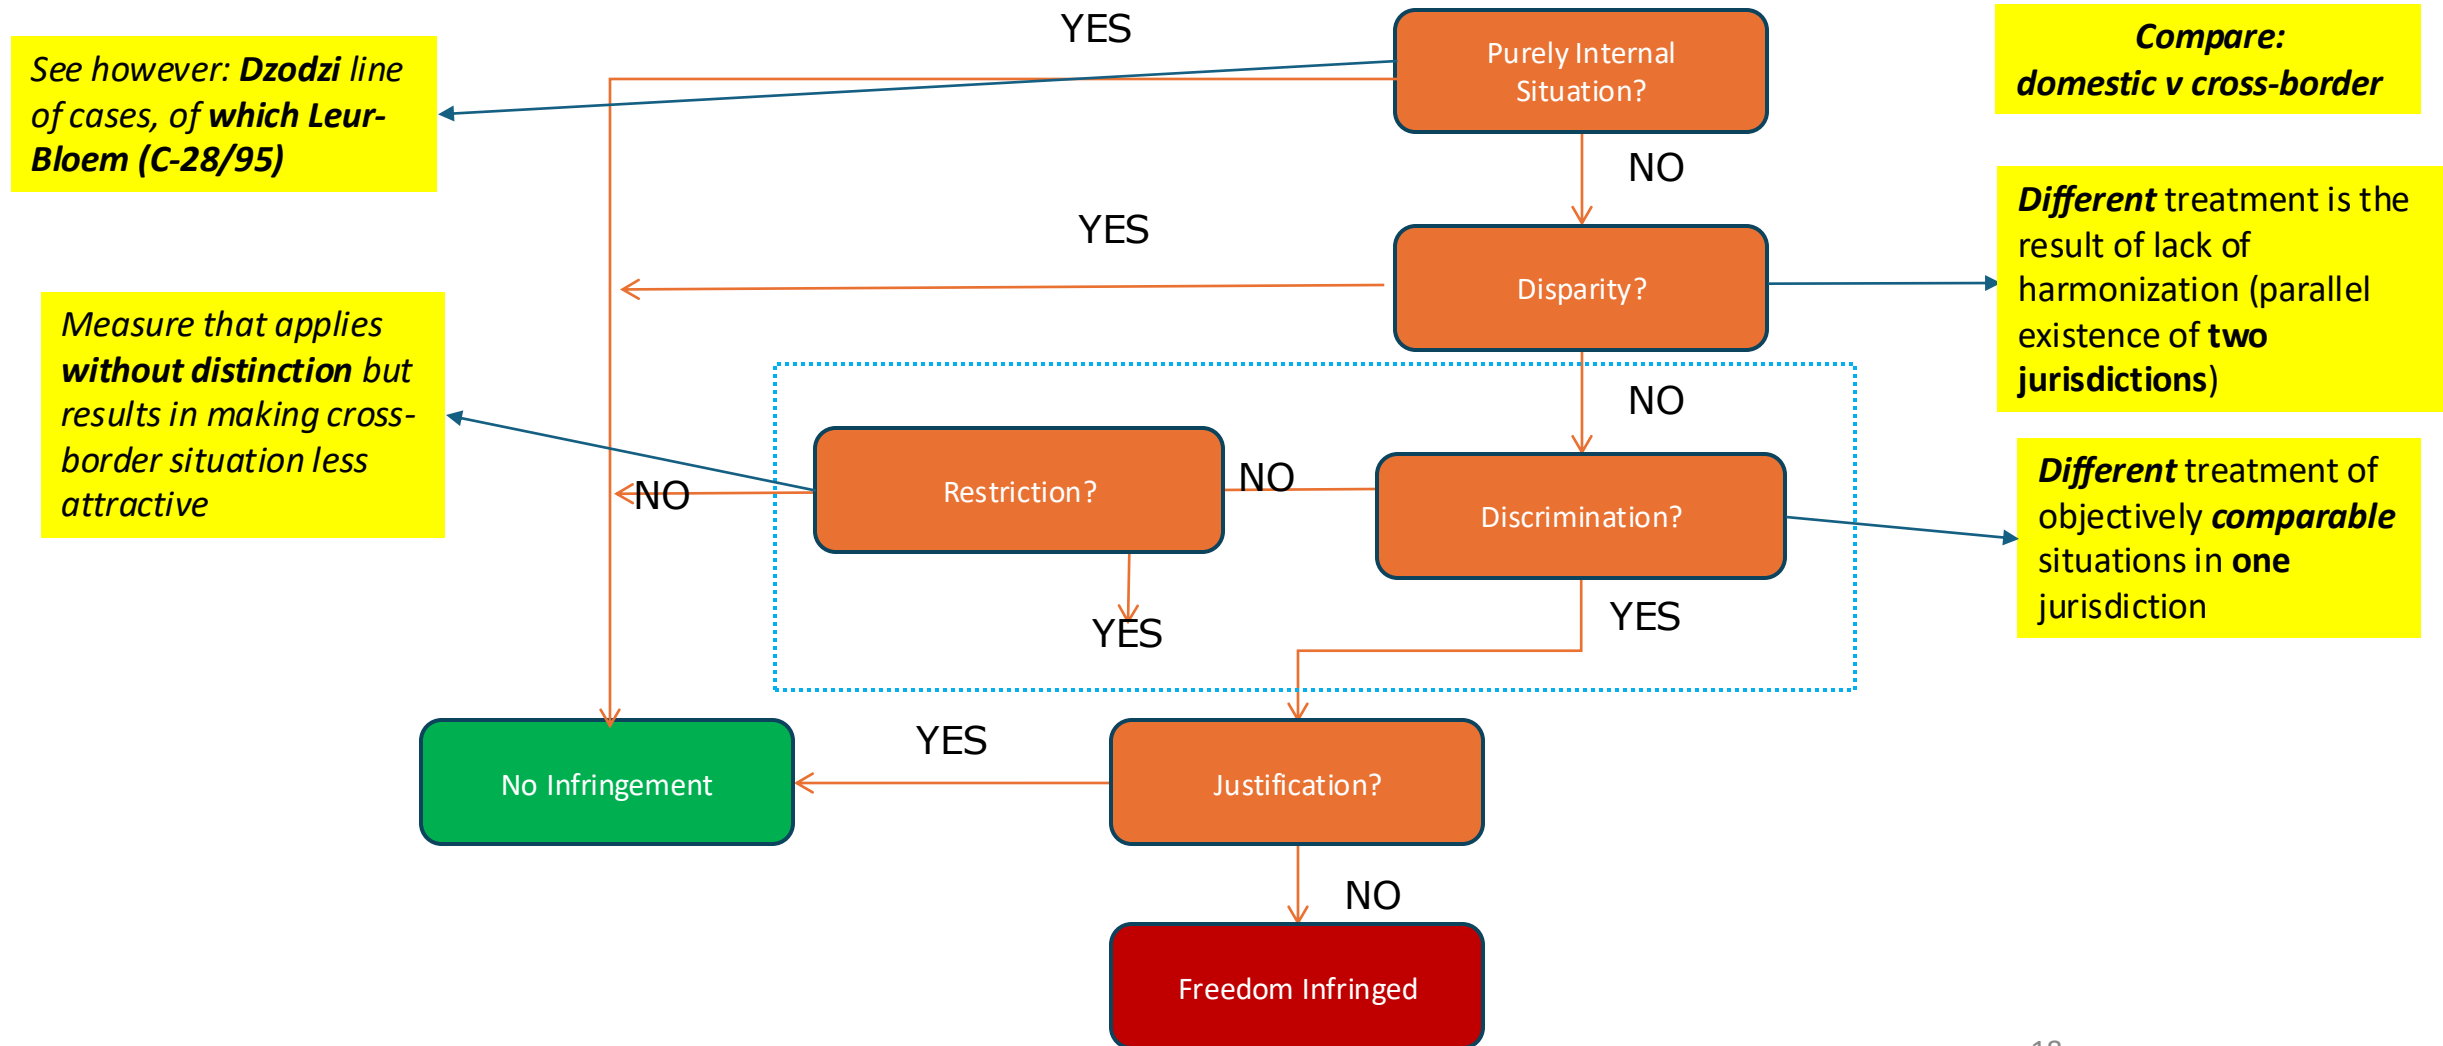 YES
Purely Internal
Situation?
Compare:
domestic v cross-border
See however: Dzodzi line
of cases, of which Leur-
Bloem (C-28/95)
NO
YES
Disparity?
Different treatment is the
result of lack of
harmonization (parallel
existence of two
jurisdictions)
Measure that applies
without distinction but
results in making cross-
border situation less
attractive
NO
Restriction?
NO
NO
Discrimination?
Different treatment of
objectively comparable
situations in one
jurisdiction
YES
YES
No Infringement
YES
Justification?
NO
Freedom Infringed